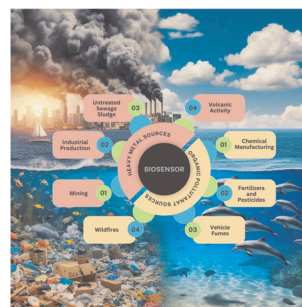 Untreated
Sewage
Sludge
03
04
Volcanic
Activity
Industrial
Production
02
HEAVY METAL SOURCES
01
Chemical
Manufacturing
BIOSENSOR
Mining
01
ORGANIC POLLUTANAT SOURCES
02
Fertilizers
and
Pesticides
Wildfires
04
03
Vehicle
Fumes